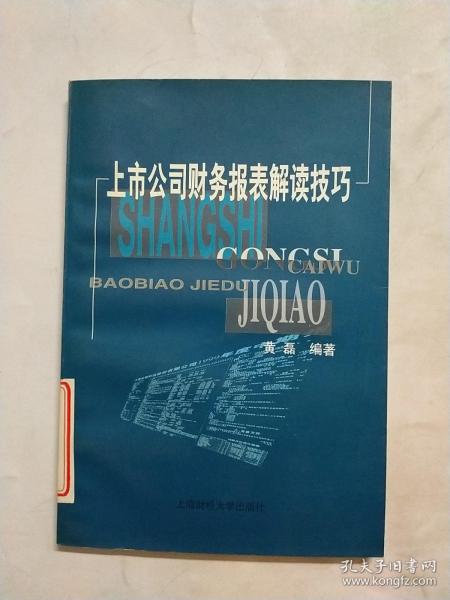 上市公司财务报表解读技巧
SHANGSHI
GONGSI
CAIWU
BAOBIAO JIEDU
JIQIAO
黄磊 编著
上海财经大学出版社
孔夫子旧书网
www.kongfz.com